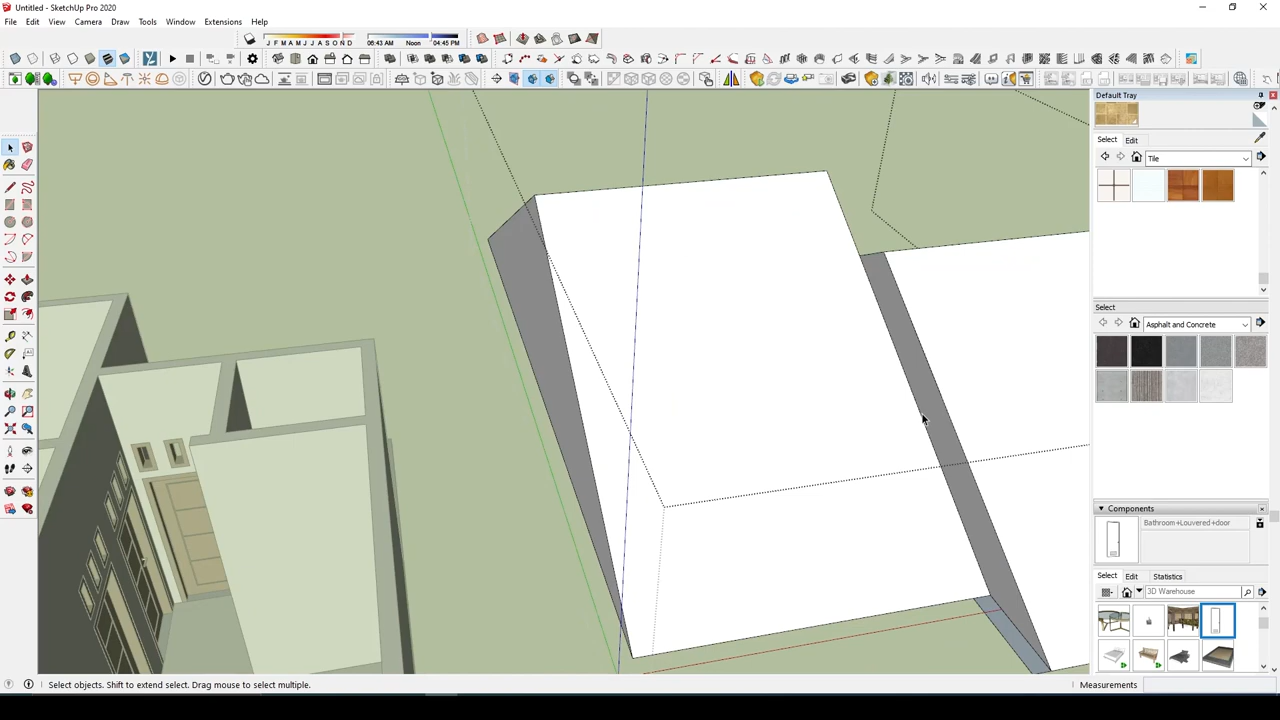 Untitled - SketchUp Pro 2020
File Edit View Camera Draw Tools Window Extensions Help
J F M A M J J A S O N D
06:43 AM Noon 04:45 PM
Default Tray
Select Edit
Tile
Select
Asphalt and Concrete
Components
Bathroom+Louvered+door
Select Edit Statistics
3D Warehouse
Select objects. Shift to extend select. Drag mouse to select multiple.
Measurements